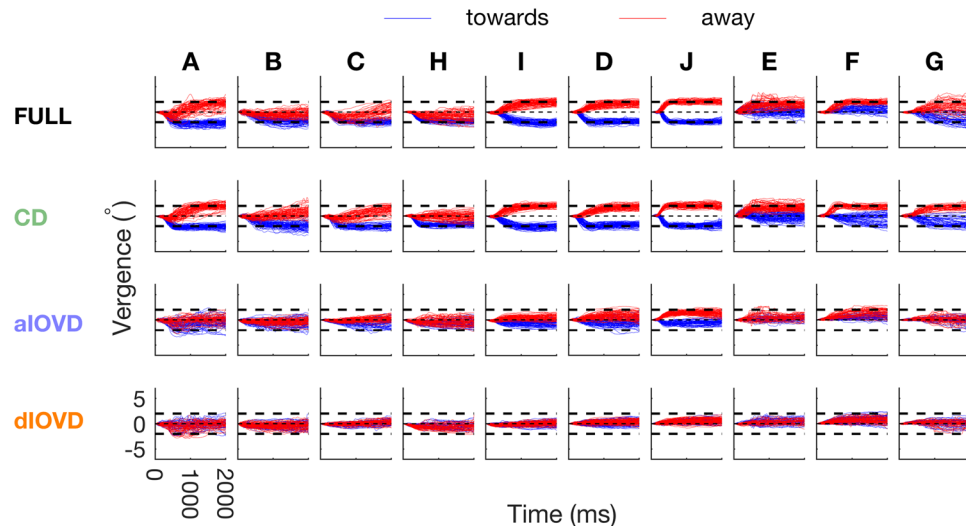 towards away
A B C H I D J E F G
FULL
CD
aIOVD
dIOVD
Vergence (°)
5
0
-5
0 1000 2000
Time (ms)